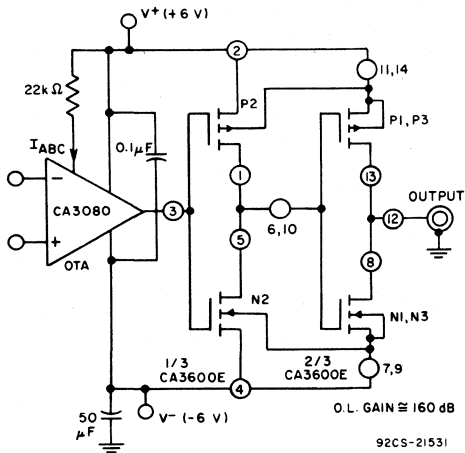 V+ (+6 V)
2
11,14
22kΩ
P2
P1, P3
IABC
0.1µF
1
13
−
CA3080
3
6,10
12
OUTPUT
+
OTA
5
8
N2
N1, N3
1/3
CA3600E
2/3
CA3600E
7,9
4
50
µF
V− (−6 V)
O.L. GAIN ≅ 160 dB
92CS-21531